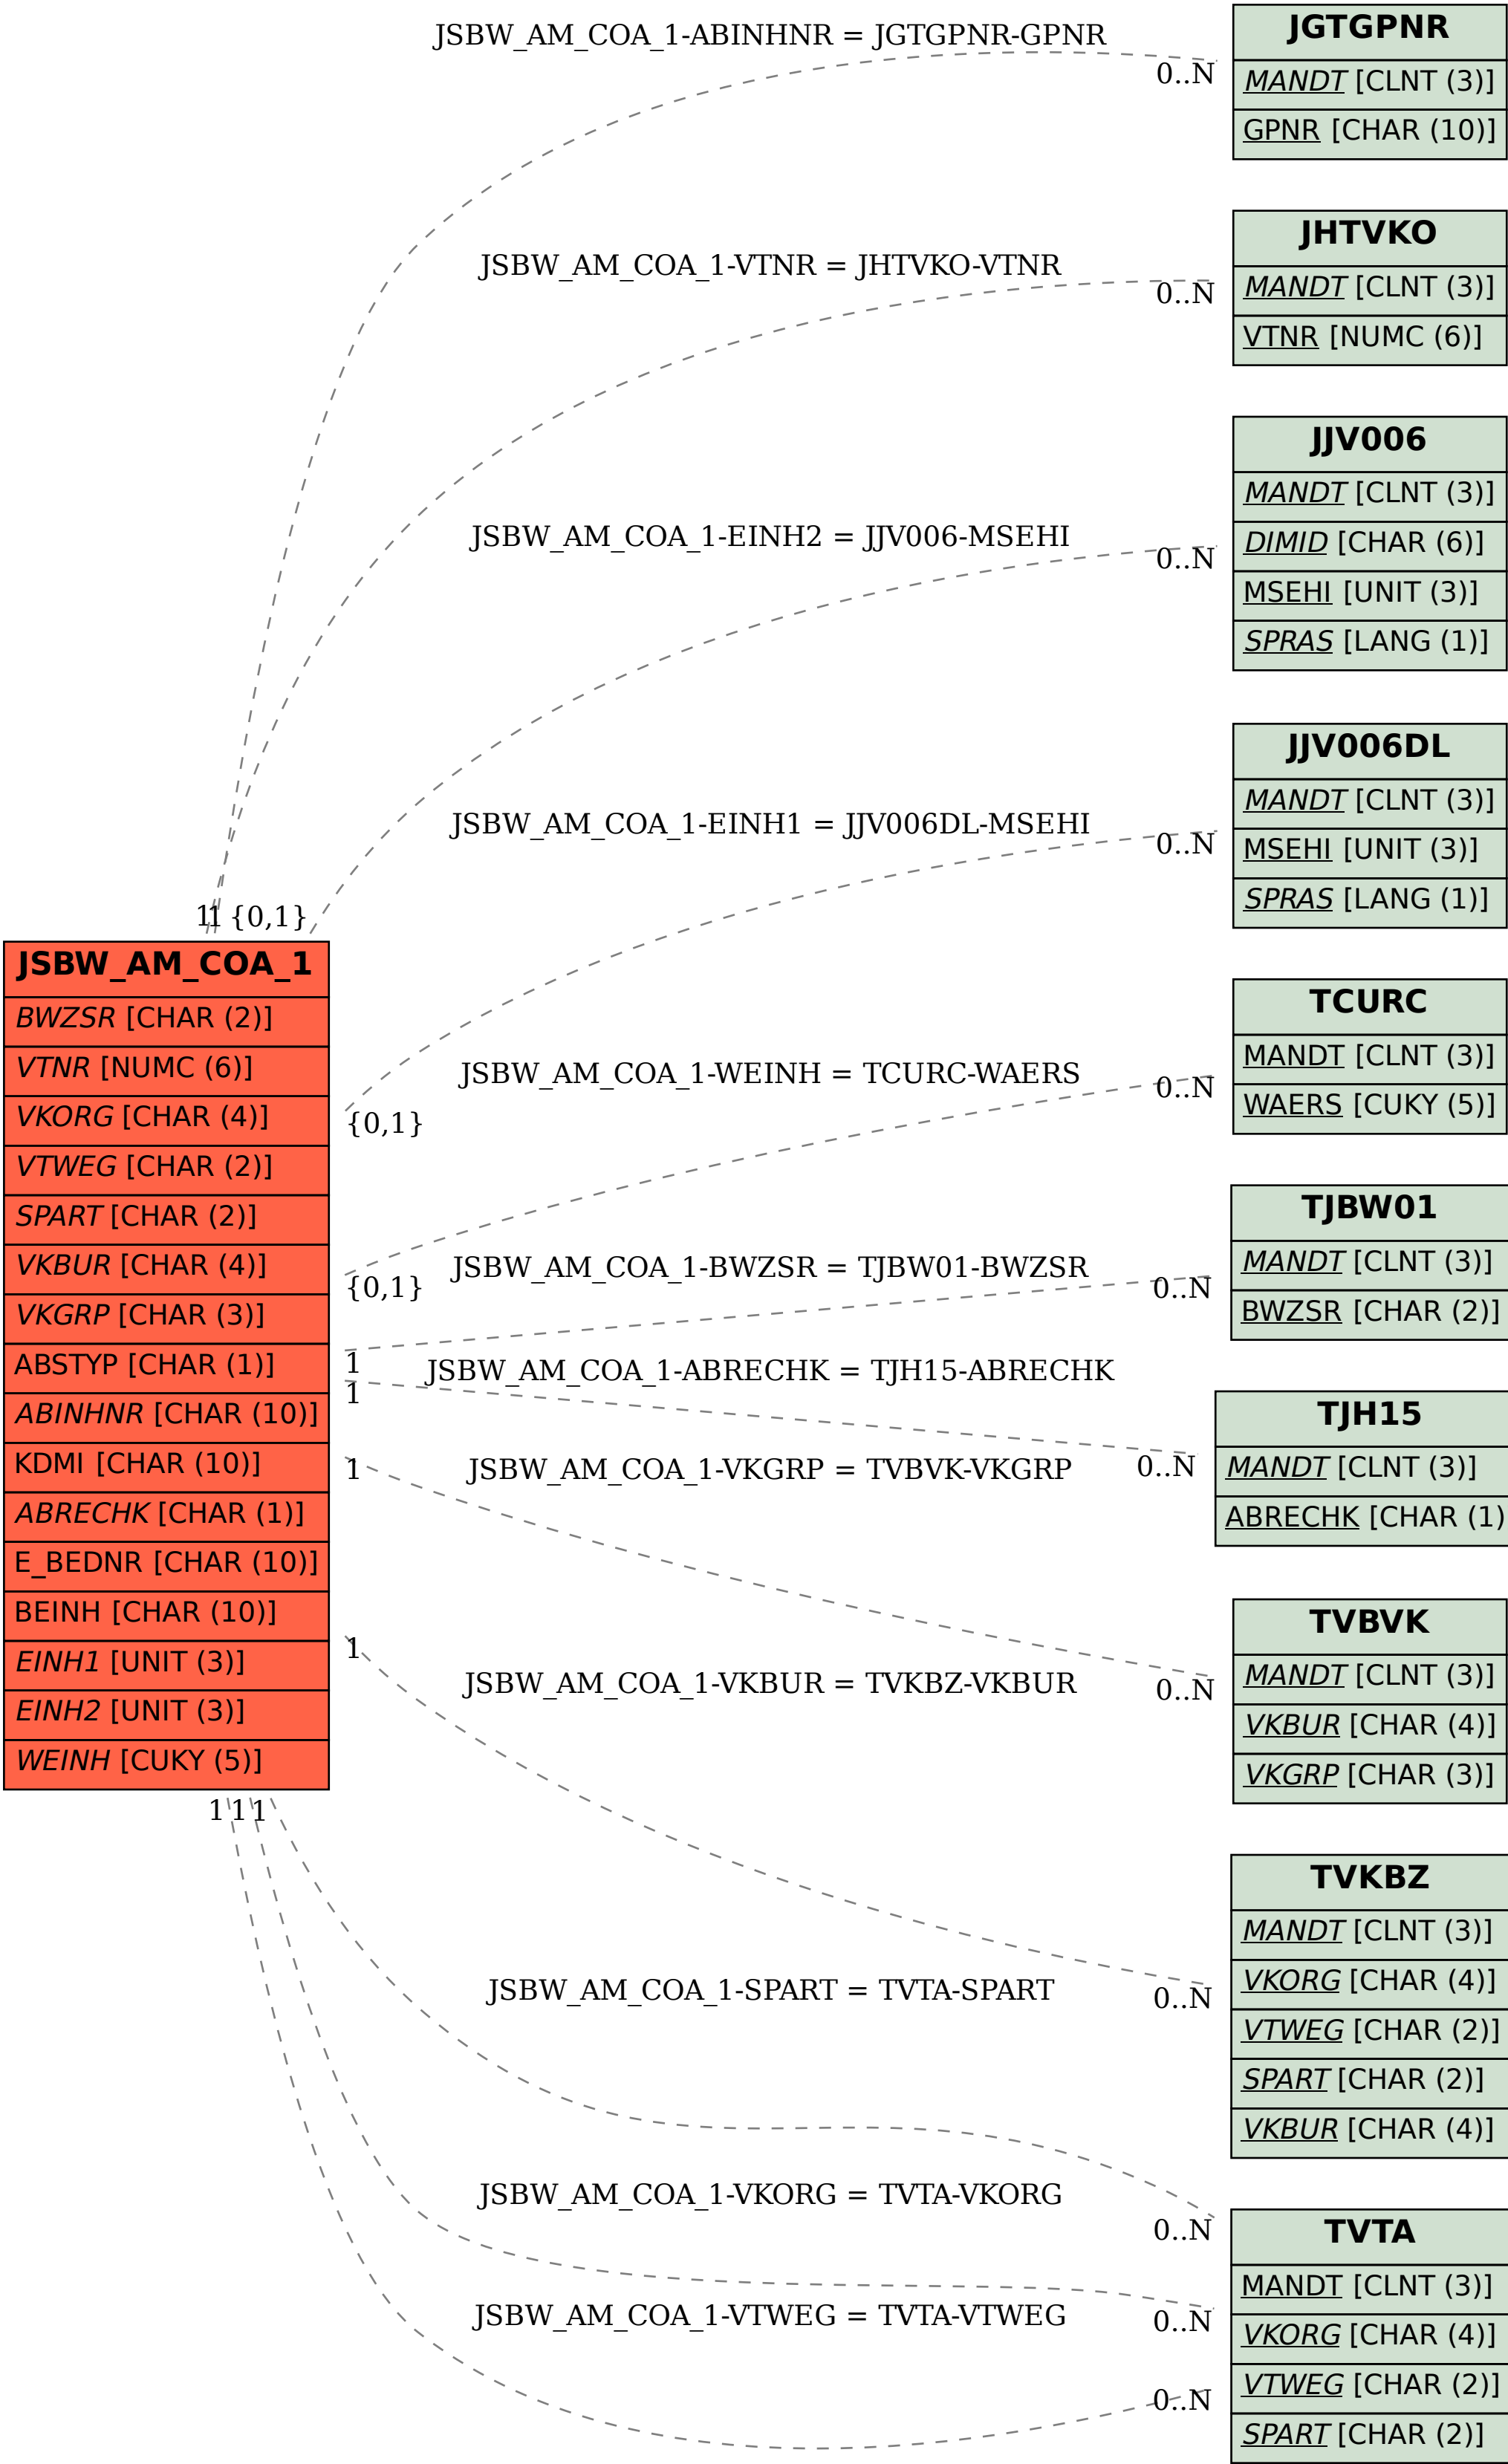 JSBW_AM_COA_1-ABINHNR = JGTGPNR-GPNR
0..N
JGTGPNR
MANDT [CLNT (3)]
GPNR [CHAR (10)]
JSBW_AM_COA_1-VTNR = JHTVKO-VTNR
0..N
JHTVKO
MANDT [CLNT (3)]
VTNR [NUMC (6)]
JSBW_AM_COA_1-EINH2 = JJV006-MSEHI
0..N
JJV006
MANDT [CLNT (3)]
DIMID [CHAR (6)]
MSEHI [UNIT (3)]
SPRAS [LANG (1)]
JSBW_AM_COA_1-EINH1 = JJV006DL-MSEHI
0..N
JJV006DL
MANDT [CLNT (3)]
MSEHI [UNIT (3)]
SPRAS [LANG (1)]
1
1
{0,1}
JSBW_AM_COA_1
BWZSR [CHAR (2)]
VTNR [NUMC (6)]
VKORG [CHAR (4)]
VTWEG [CHAR (2)]
SPART [CHAR (2)]
VKBUR [CHAR (4)]
VKGRP [CHAR (3)]
ABSTYP [CHAR (1)]
ABINHNR [CHAR (10)]
KDMI [CHAR (10)]
ABRECHK [CHAR (1)]
E_BEDNR [CHAR (10)]
BEINH [CHAR (10)]
EINH1 [UNIT (3)]
EINH2 [UNIT (3)]
WEINH [CUKY (5)]
{0,1}
JSBW_AM_COA_1-WEINH = TCURC-WAERS
0..N
TCURC
MANDT [CLNT (3)]
WAERS [CUKY (5)]
{0,1}
JSBW_AM_COA_1-BWZSR = TJBW01-BWZSR
0..N
TJBW01
MANDT [CLNT (3)]
BWZSR [CHAR (2)]
1
JSBW_AM_COA_1-ABRECHK = TJH15-ABRECHK
1
0..N
TJH15
MANDT [CLNT (3)]
ABRECHK [CHAR (1)
1
JSBW_AM_COA_1-VKGRP = TVBVK-VKGRP
0..N
TVBVK
MANDT [CLNT (3)]
VKBUR [CHAR (4)]
VKGRP [CHAR (3)]
1
JSBW_AM_COA_1-VKBUR = TVKBZ-VKBUR
0..N
TVKBZ
MANDT [CLNT (3)]
VKORG [CHAR (4)]
VTWEG [CHAR (2)]
SPART [CHAR (2)]
VKBUR [CHAR (4)]
1
1
1
JSBW_AM_COA_1-SPART = TVTA-SPART
0..N
JSBW_AM_COA_1-VKORG = TVTA-VKORG
0..N
JSBW_AM_COA_1-VTWEG = TVTA-VTWEG
0..N
TVTA
MANDT [CLNT (3)]
VKORG [CHAR (4)]
VTWEG [CHAR (2)]
SPART [CHAR (2)]